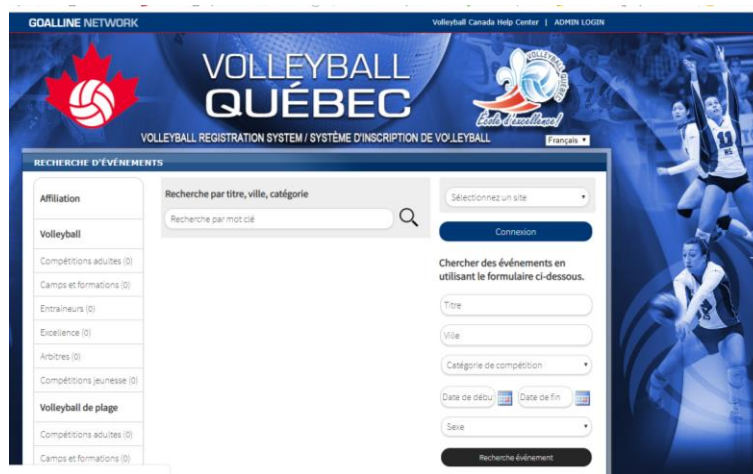 GOALLINE NETWORK
Volleyball Canada Help Center | ADMIN LOGIN
VOLLEYBALL
QUÉBEC
VOLLEYBALL QUÉBEC
École d'excellence!
VOLLEYBALL REGISTRATION SYSTEM / SYSTÈME D'INSCRIPTION DE VOLLEYBALL
Français
RECHERCHE D'ÉVÉNEMENTS
Affiliation
Volleyball
Compétitions adultes (0)
Camps et formations (0)
Entraineurs (0)
Excellence (0)
Arbitres (0)
Compétitions jeunesse (0)
Volleyball de plage
Compétitions adultes (0)
Camps et formations (0)
Recherche par titre, ville, catégorie
Recherche par mot clé
Sélectionnez un site
Connexion
Chercher des événements en
utilisant le formulaire ci-dessous.
Titre
Ville
Catégorie de compétition
Date de débu
Date de fin
Sexe
Recherche événement
11